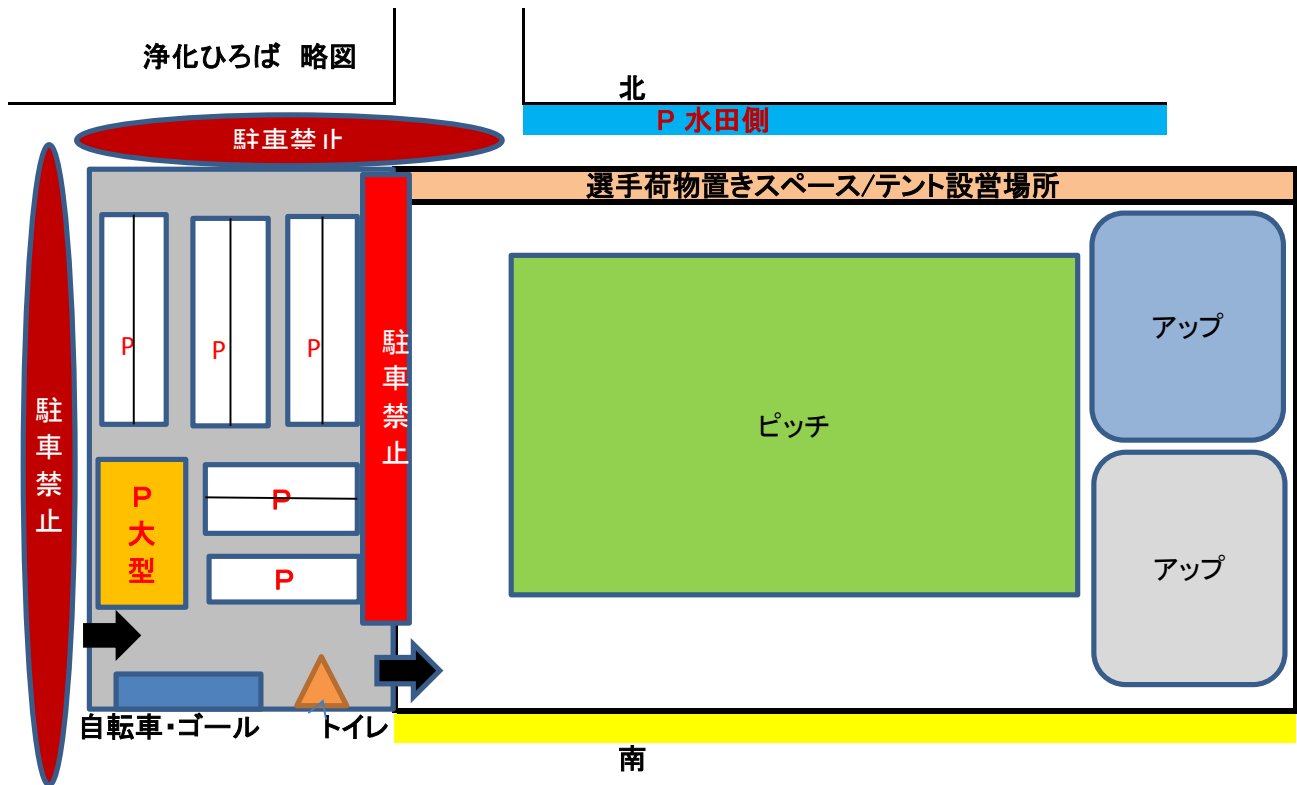 浄化ひろば 略図
北
P 水田側
駐車禁止
選手荷物置きスペース/テント設営場所
P
P
P
駐車禁止
駐車禁止
アップ
ピッチ
P
大
型
P
P
アップ
自転車・ゴール
トイレ
南